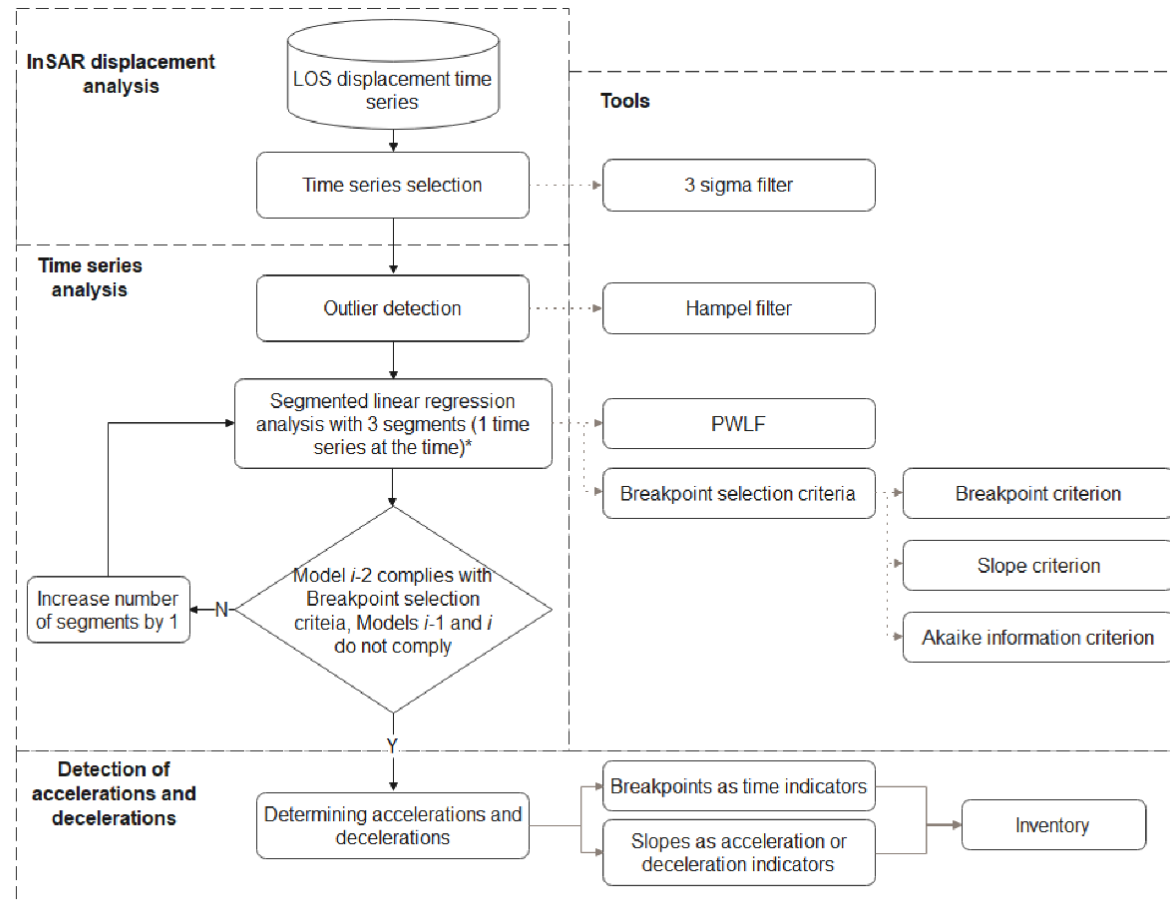 InSAR displacement
analysis
LOS displacement time
series
Tools
Time series selection
3 sigma filter
Time series
analysis
Outlier detection
Hampel filter
Segmented linear regression
analysis with 3 segments (1 time
series at the time)*
PWLF
Breakpoint selection criteria
Breakpoint criterion
Slope criterion
Akaike information criterion
Model i-2 complies with
Breakpoint selection
criteia, Models i-1 and i
do not comply
N
Increase number
of segments by 1
Y
Detection of
accelerations and
decelerations
Determining accelerations and
decelerations
Breakpoints as time indicators
Slopes as acceleration or
deceleration indicators
Inventory